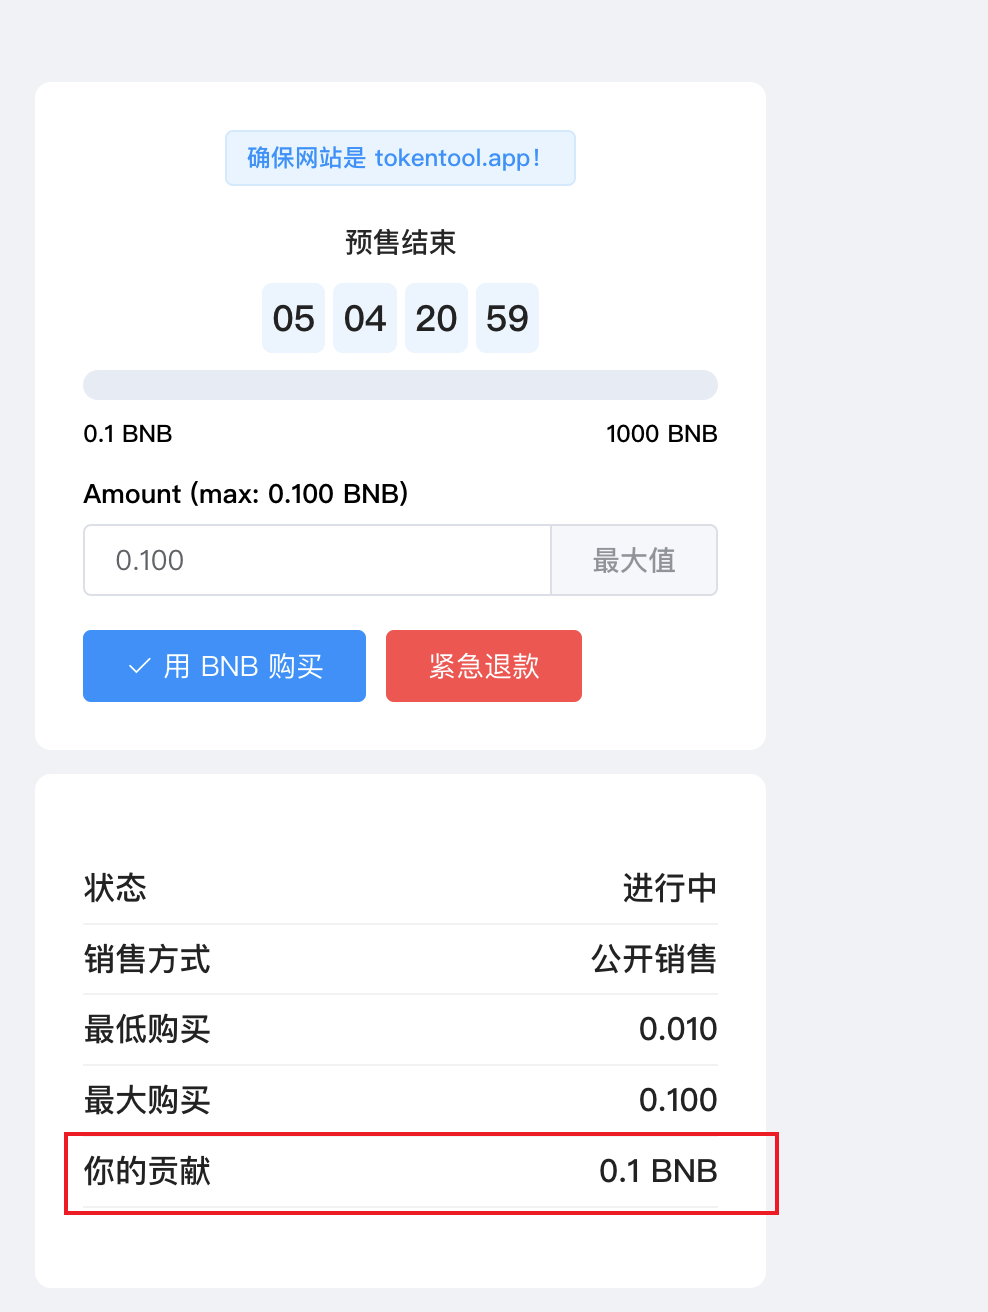 确保网站是 tokentool.app!
预售结束
05 04 20 59
0.1 BNB 1000 BNB
Amount (max: 0.100 BNB)
0.100 最大值
用 BNB 购买 紧急退款
状态 进行中
销售方式 公开销售
最低购买 0.010
最大购买 0.100
你的贡献 0.1 BNB